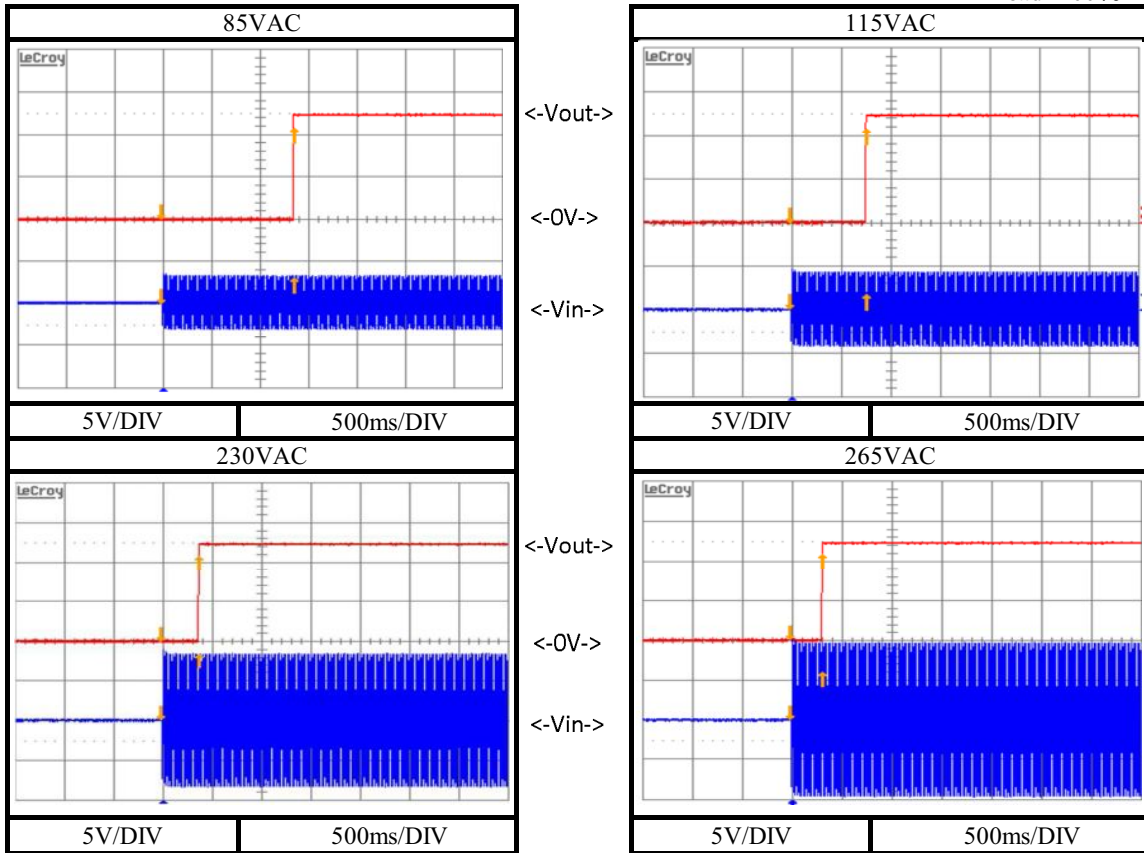 85VAC
115VAC
LeCroy
LeCroy
<-Vout->
<-0V->
<-Vin->
5V/DIV
500ms/DIV
5V/DIV
500ms/DIV
230VAC
265VAC
LeCroy
LeCroy
<-Vout->
<-0V->
<-Vin->
5V/DIV
500ms/DIV
5V/DIV
500ms/DIV